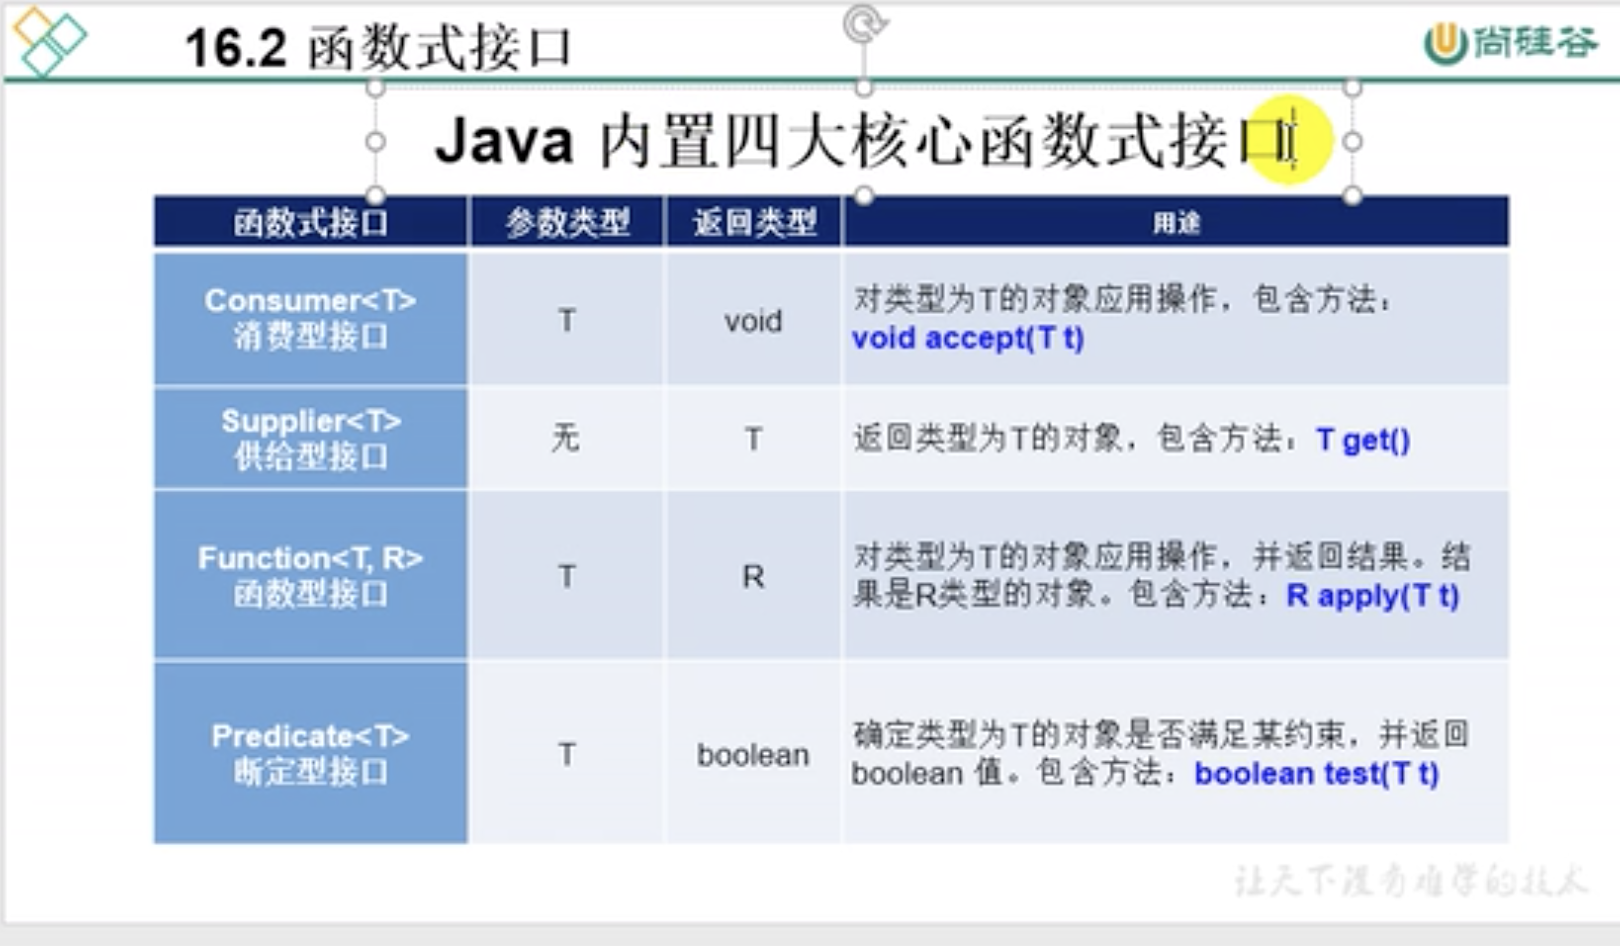 16.2 函数式接口
尚硅谷
Java 内置四大核心函数式接口
函数式接口 参数类型 返回类型 用途
Consumer<T>
消费型接口
T
void
对类型为T的对象应用操作，包含方法：
void accept(T t)
Supplier<T>
供给型接口
无
T
返回类型为T的对象，包含方法：T get()
Function<T, R>
函数型接口
T
R
对类型为T的对象应用操作，并返回结果。结
果是R类型的对象。包含方法：R apply(T t)
Predicate<T>
断定型接口
T
boolean
确定类型为T的对象是否满足某约束，并返回
boolean 值。包含方法：boolean test(T t)
让天下没有难学的技术